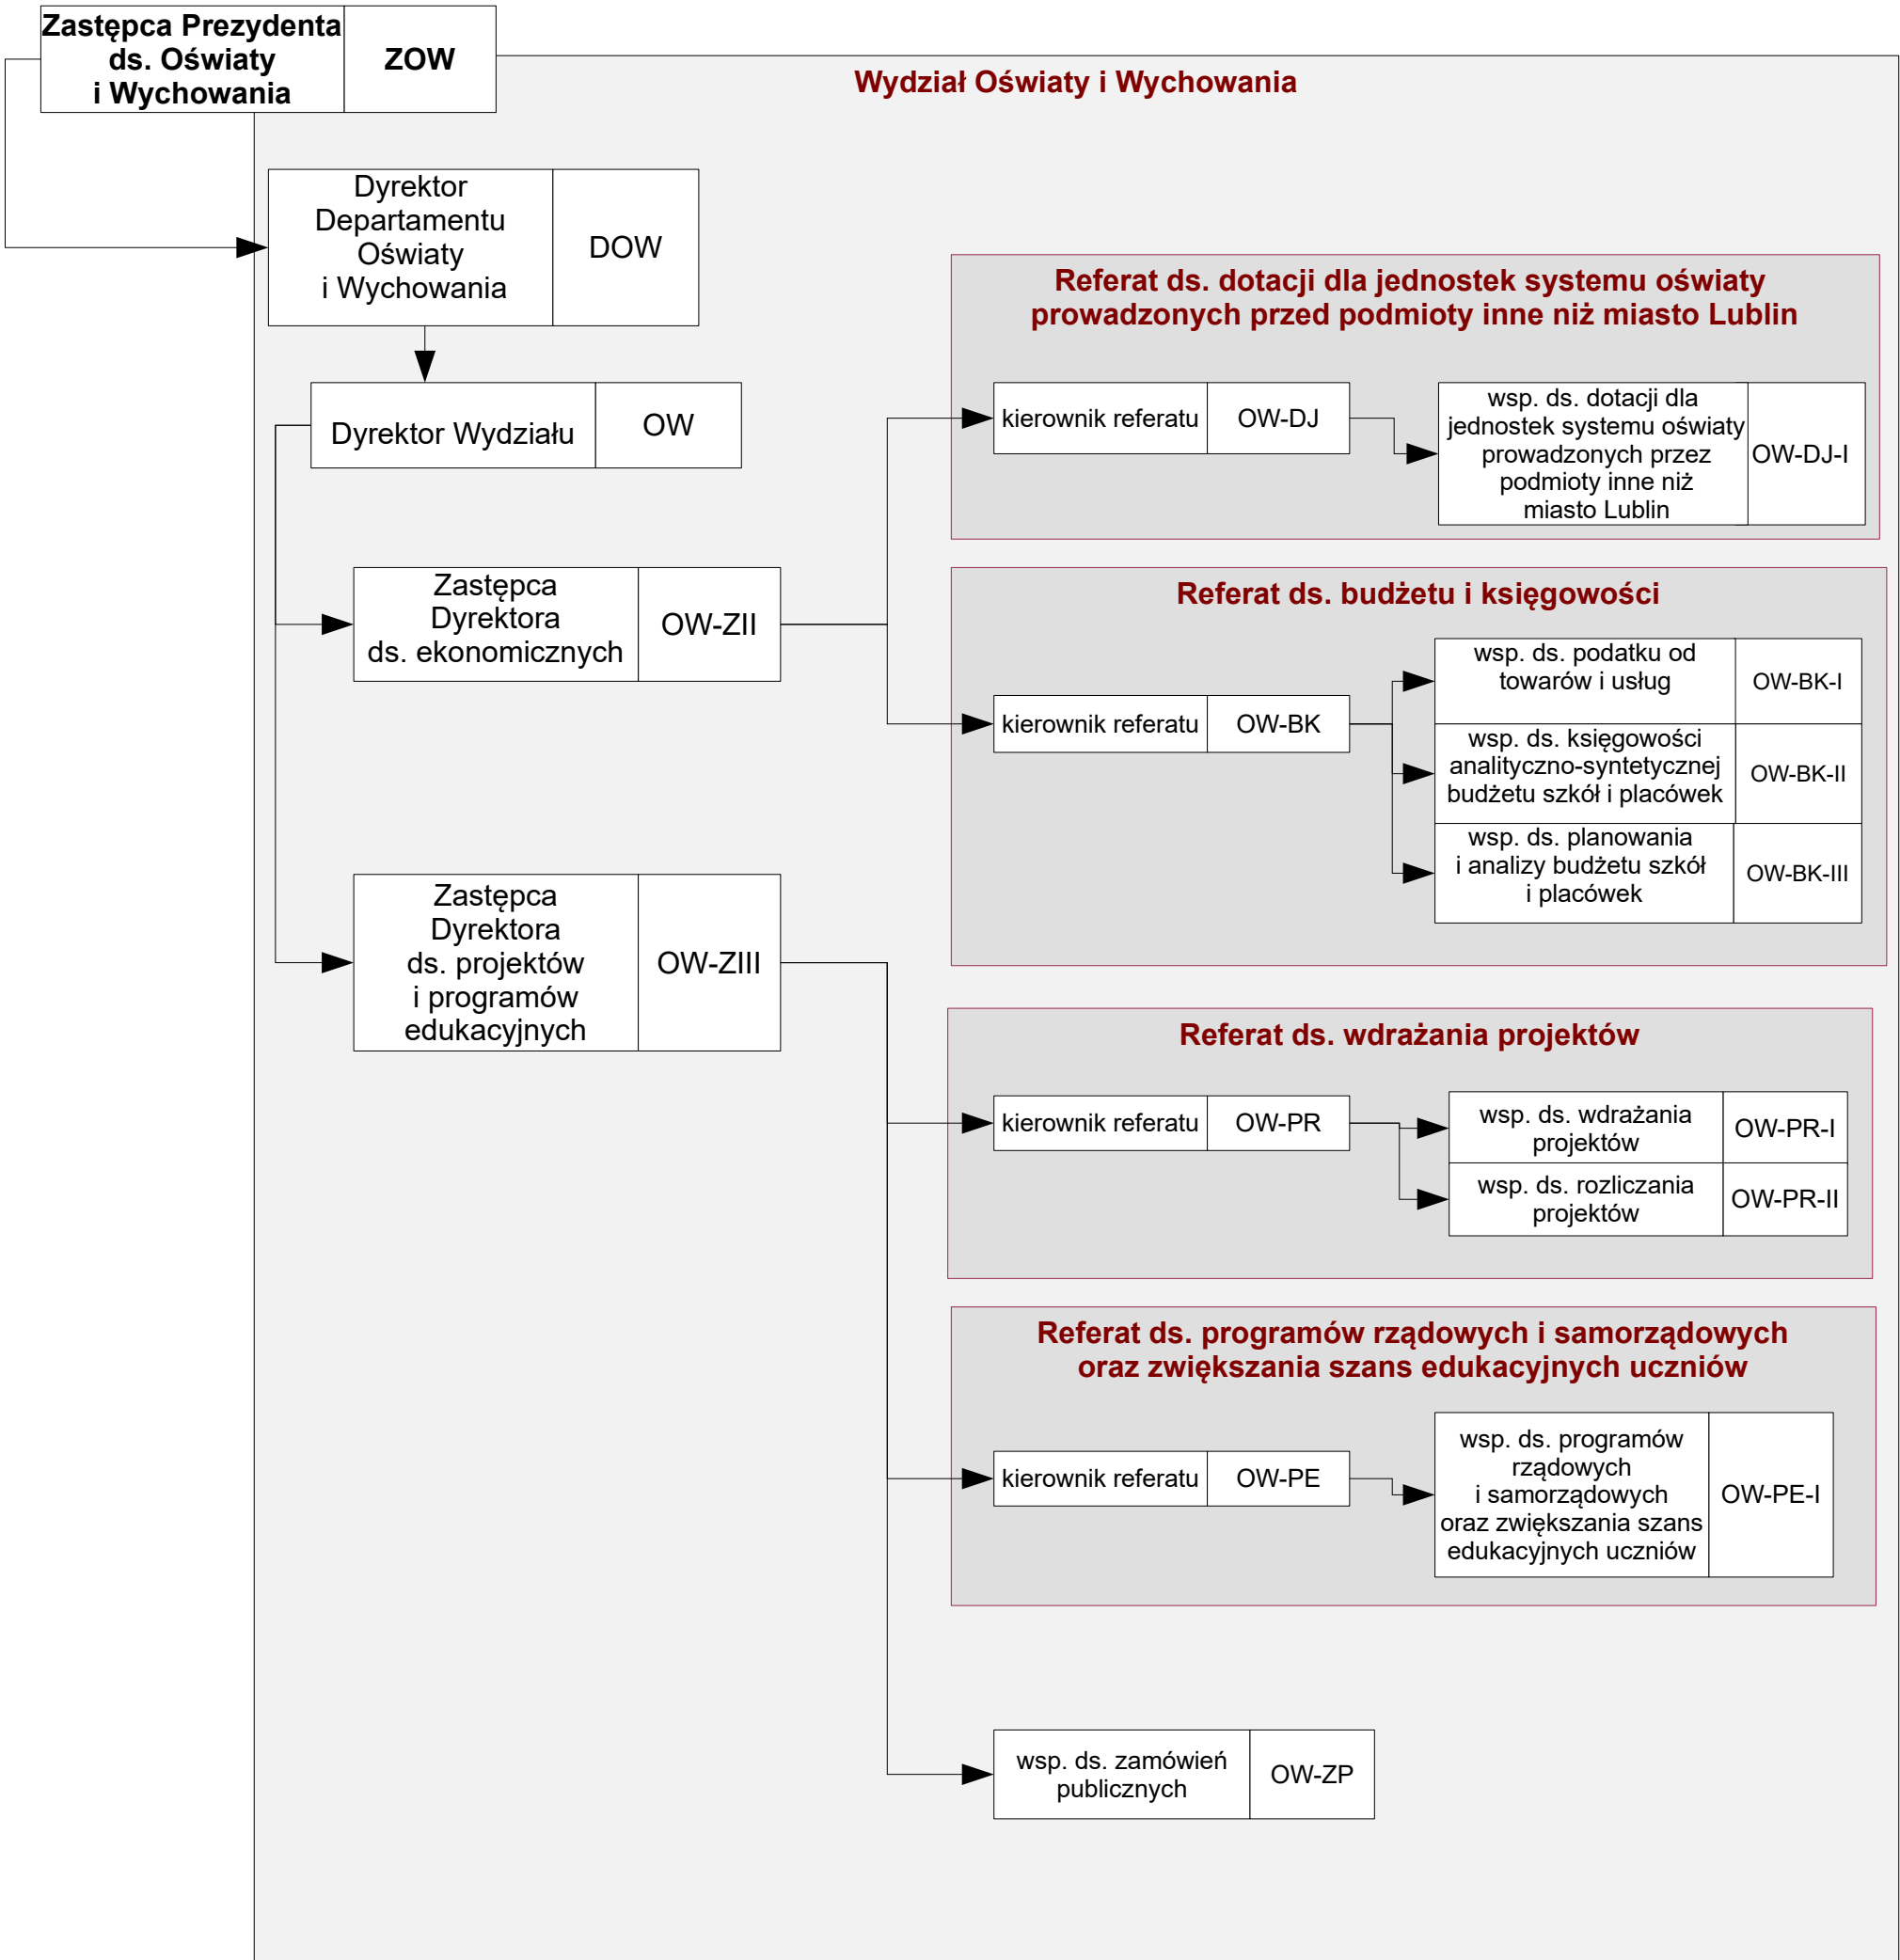 Zastępca Prezydenta
ds. Oświaty
i Wychowania
ZOW
Wydział Oświaty i Wychowania
Dyrektor
Departamentu
Oświaty
i Wychowania
DOW
Dyrektor Wydziału
OW
Referat ds. dotacji dla jednostek systemu oświaty
prowadzonych przed podmioty inne niż miasto Lublin
kierownik referatu
OW-DJ
wsp. ds. dotacji dla
jednostek systemu oświaty
prowadzonych przez
podmioty inne niż
miasto Lublin
OW-DJ-I
Zastępca
Dyrektora
ds. ekonomicznych
OW-ZII
Referat ds. budżetu i księgowości
kierownik referatu
OW-BK
wsp. ds. podatku od
towarów i usług
OW-BK-I
wsp. ds. księgowości
analityczno-syntetycznej
budżetu szkół i placówek
OW-BK-II
wsp. ds. planowania
i analizy budżetu szkół
i placówek
OW-BK-III
Zastępca
Dyrektora
ds. projektów
i programów
edukacyjnych
OW-ZIII
Referat ds. wdrażania projektów
kierownik referatu
OW-PR
wsp. ds. wdrażania
projektów
OW-PR-I
wsp. ds. rozliczania
projektów
OW-PR-II
Referat ds. programów rządowych i samorządowych
oraz zwiększania szans edukacyjnych uczniów
kierownik referatu
OW-PE
wsp. ds. programów
rządowych
i samorządowych
oraz zwiększania szans
edukacyjnych uczniów
OW-PE-I
wsp. ds. zamówień
publicznych
OW-ZP